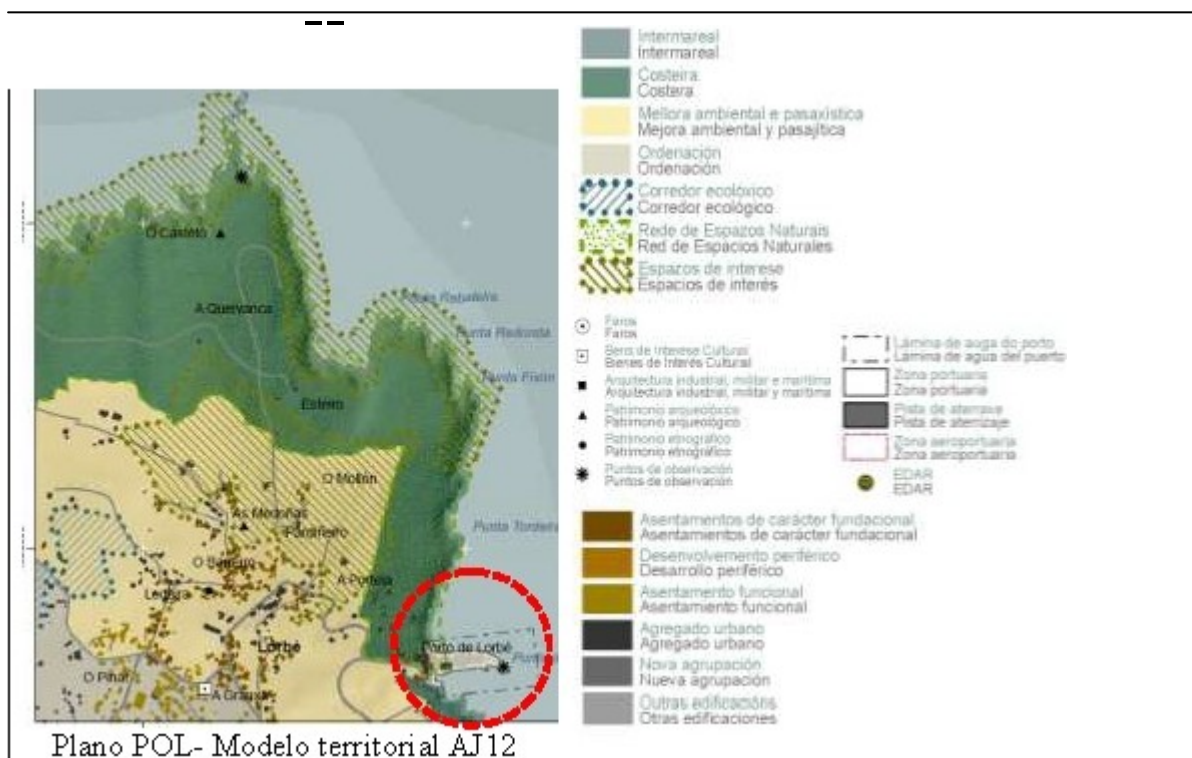 O Castelo
A Quervanca
Punta Redonda
Esteiro
O Mollón
As Medoñas
Punta Tordeira
O Barreiro
A Portela
Lorbé
Porto de Lorbé
O Pinar
A Granxa
Plano POL- Modelo territorial AJ12
Intermareal
Intermareal
Costeira
Costera
Mellora ambiental e pasaxística
Mejora ambiental y pasajítica
Ordenación
Ordenación
Corredor ecolóxico
Corredor ecológico
Rede de Espazos Naturais
Red de Espacios Naturales
Espazos de interese
Espacios de interés
Faros
Faros
Bens de Interese Cultural
Bienes de Interés Cultural
Arquitectura industrial, militar e marítima
Arquitectura industrial, militar y marítima
Patrimonio arqueolóxico
Patrimonio arqueológico
Patrimonio etnográfico
Patrimonio etnográfico
Puntos de observación
Puntos de observación
Lámina de auga do porto
Lámina de agua del puerto
Zona portuaria
Zona portuaria
Pista de aterraxe
Pista de aterrizaje
Zona aeroportuaria
Zona aeroportuaria
EDAR
EDAR
Asentamentos de carácter fundacional
Asentamientos de carácter fundacional
Desenvolvemento periférico
Desarrollo periférico
Asentamento funcional
Asentamiento funcional
Agregado urbano
Agregado urbano
Nova agrupación
Nueva agrupación
Outras edificacións
Otras edificaciones